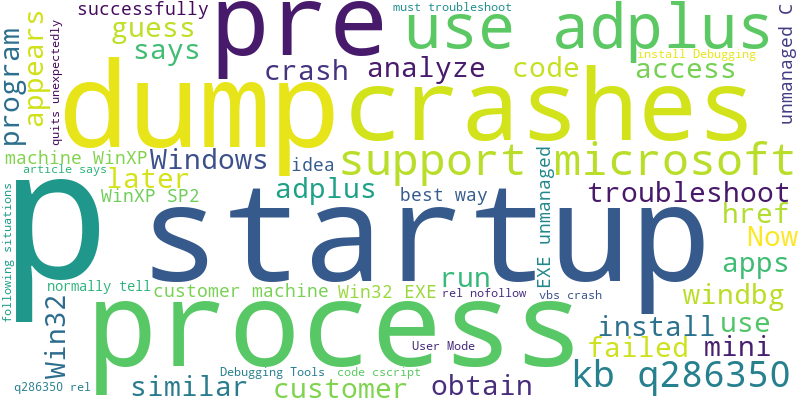 successfully
pre
must troubleshoot
use adplus
guess
says
install Debugging
unmanaged C
program
appears
quits unexpectedly
crash
analyze
code
access
dump
crashes
machine WinXP
Windows
idea
support
microsoft
article says
later
WinXP SP2
adplus
best way
troubleshoot
p
startup
EXE unmanaged
href
Now
following situations
normally tell
run
apps
customer machine
Win32 EXE
rel nofollow
vbs crash
windbg
Win32
process
install
use
User Mode
failed
mini
q286350 rel
similar
Debugging Tools
code cscript
customer
obtain
kb q286350